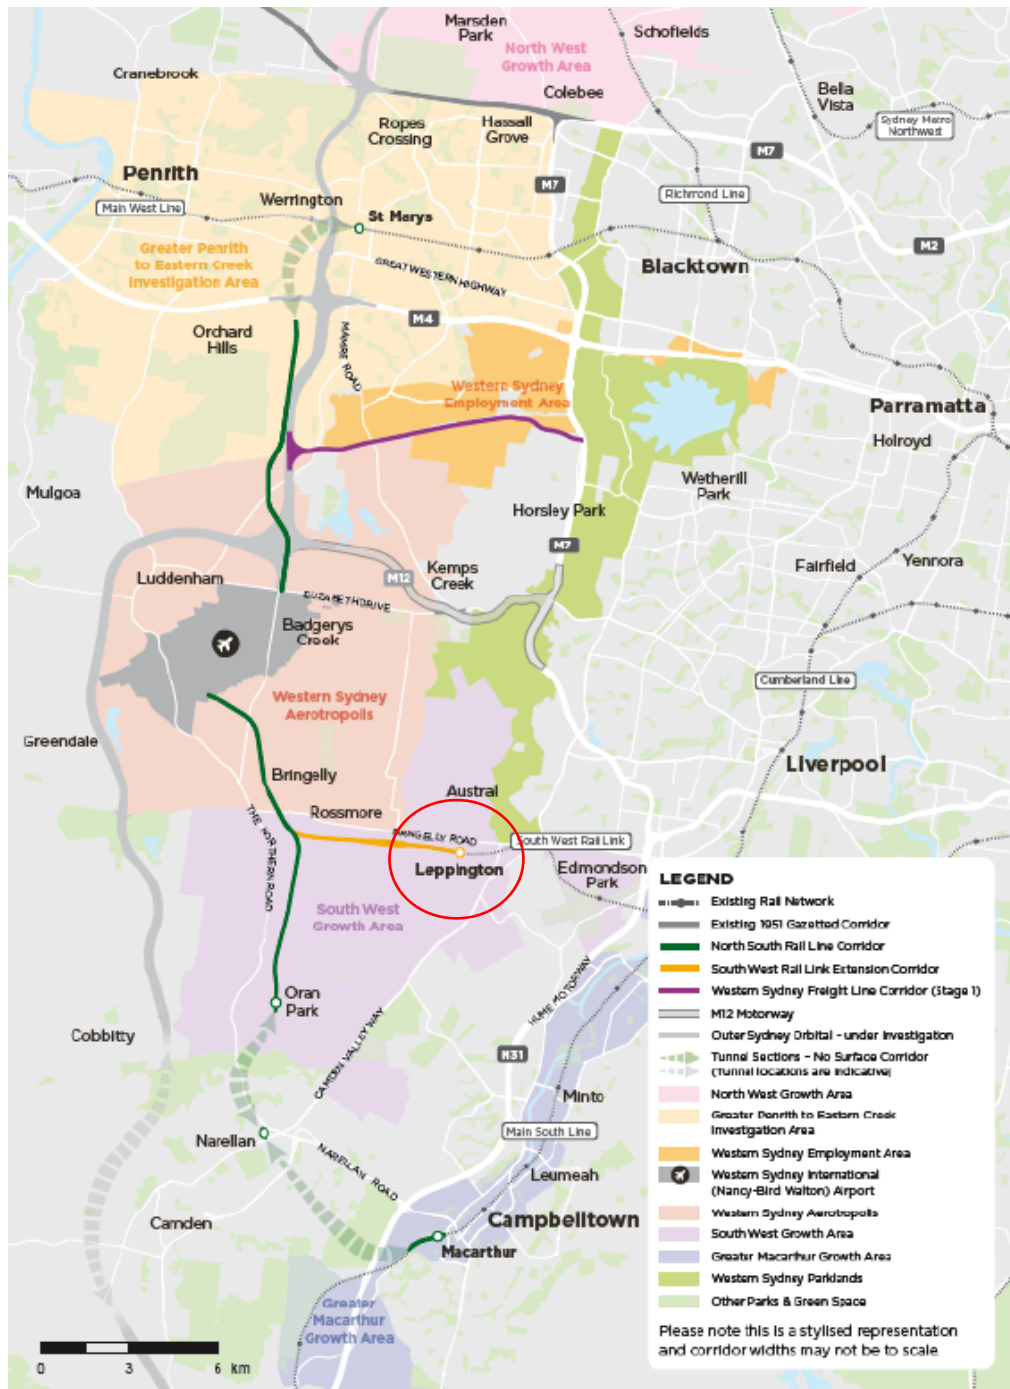 Marsden
Park
Schofields
North West
Growth Area
Cranebrook
Colebee
Bella
Vista
Sydney Metro
Northwest
Ropes
Crossing
Hassall
Grove
M7
Penrith
M7
Werrington
Richmond Line
Main West Line
St Marys
M2
Greater Penrith
to Eastern Creek
Investigation Area
GREAT WESTERN HIGHWAY
Blacktown
M4
Orchard
Hills
MAMRE ROAD
Western Sydney
Employment Area
Parramatta
Holroyd
Mulgoa
Wetherill
Park
Horsley Park
M7
Kemps
Creek
Fairfield
Yennora
Luddenham
M12
ELIZABETH DRIVE
Badgerys
Creek
Cumberland Line
Western Sydney
Aerotropolis
Greendale
Liverpool
Bringelly
Austral
Rossmore
THE NORTHERN ROAD
BRINGELLY ROAD
South West Rail Link
Leppington
Edmondson
Park
South West
Growth Area
Oran
Park
HUME MOTORWAY
CAMDEN VALLEY WAY
Cobbitty
M31
Minto
Main South Line
Narellan
NARELLAN ROAD
Leumeah
Camden
Campbelltown
Macarthur
Greater
Macarthur
Growth Area
0 3 6 km
LEGEND
Existing Rail Network
Existing 1951 Gazetted Corridor
North South Rail Line Corridor
South West Rail Link Extension Corridor
Western Sydney Freight Line Corridor (Stage 1)
M12 Motorway
Outer Sydney Orbital - under investigation
Tunnel Sections – No Surface Corridor
(Tunnel locations are indicative)
North West Growth Area
Greater Penrith to Eastern Creek
Investigation Area
Western Sydney Employment Area
Western Sydney International
(Nancy-Bird Walton) Airport
Western Sydney Aerotropolis
South West Growth Area
Greater Macarthur Growth Area
Western Sydney Parklands
Other Parks & Green Space
Please note this is a stylised representation
and corridor widths may not be to scale.